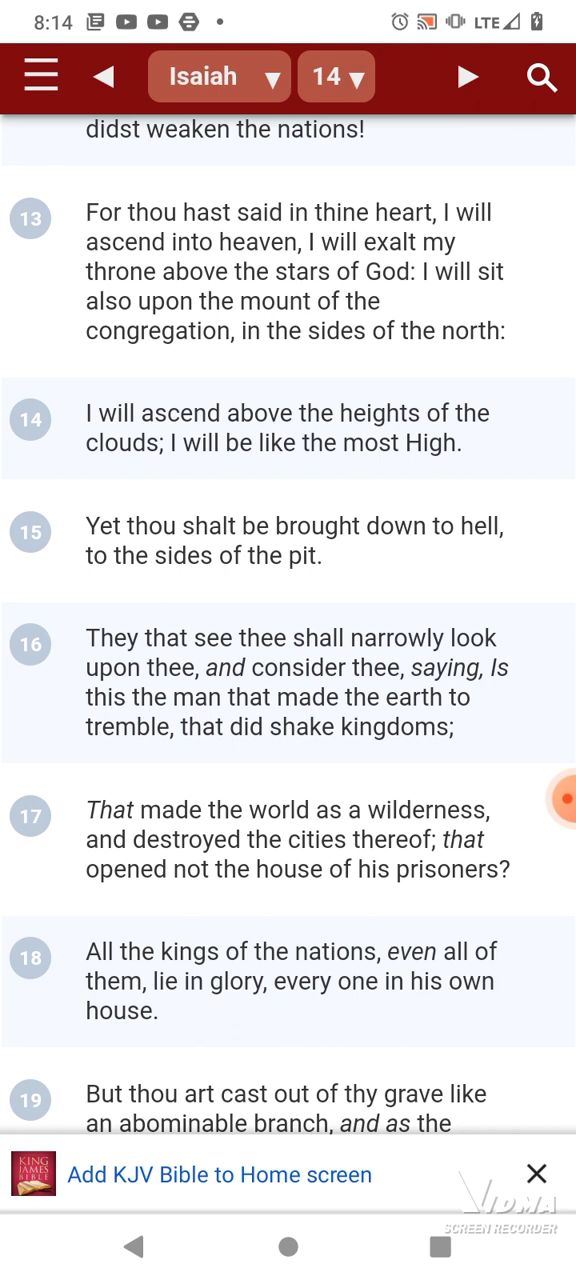 8:14 LTE
Isaiah 14
didst weaken the nations!
13 For thou hast said in thine heart, I will
ascend into heaven, I will exalt my
throne above the stars of God: I will sit
also upon the mount of the
congregation, in the sides of the north:
14 I will ascend above the heights of the
clouds; I will be like the most High.
15 Yet thou shalt be brought down to hell,
to the sides of the pit.
16 They that see thee shall narrowly look
upon thee, and consider thee, saying, Is
this the man that made the earth to
tremble, that did shake kingdoms;
17 That made the world as a wilderness,
and destroyed the cities thereof; that
opened not the house of his prisoners?
18 All the kings of the nations, even all of
them, lie in glory, every one in his own
house.
19 But thou art cast out of thy grave like
an abominable branch, and as the
KING
JAMES
BIBLE
Add KJV Bible to Home screen
VIDMA
SCREEN RECORDER